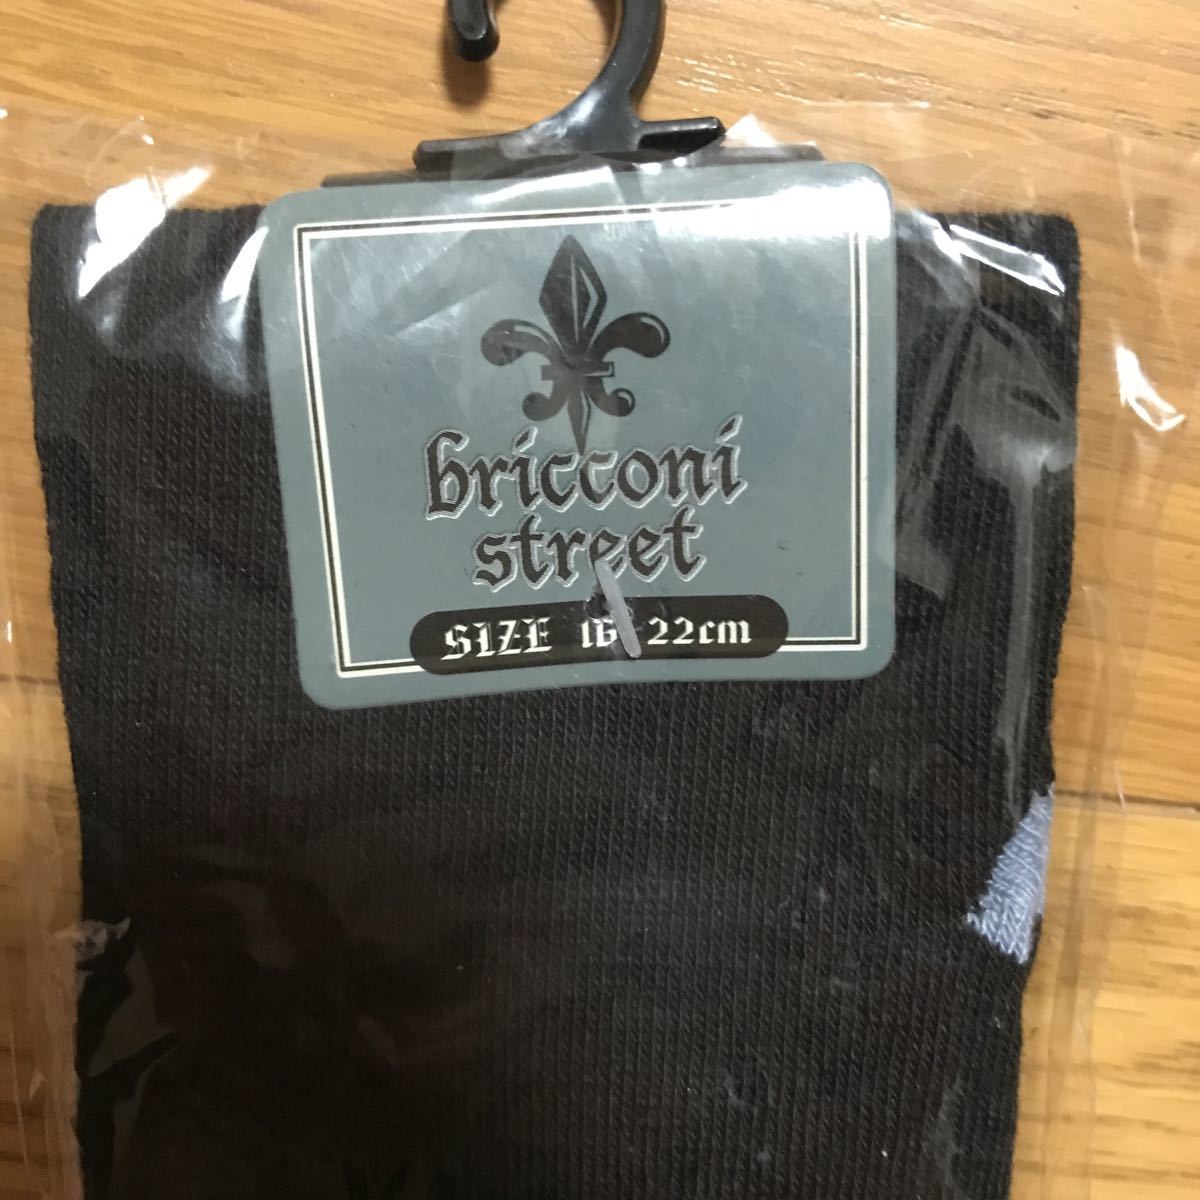 bricconi
street
SIZE 16 22cm